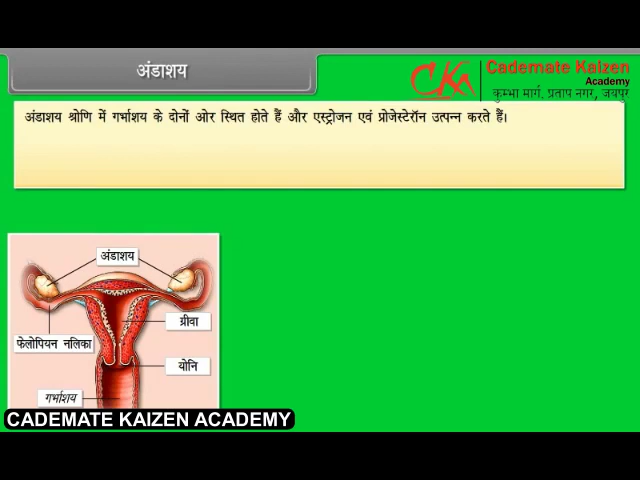 अंडाशय
CKA
Cademate Kaizen
Academy
कुम्भा मार्ग, प्रताप नगर, जयपुर
अंडाशय श्रोणि में गर्भाशय के दोनों ओर स्थित होते हैं और एस्ट्रोजन एवं प्रोजेस्टेरॉन उत्पन्न करते हैं।
अंडाशय
ग्रीवा
फेलोपियन नलिका
योनि
गर्भाशय
CADEMATE KAIZEN ACADEMY